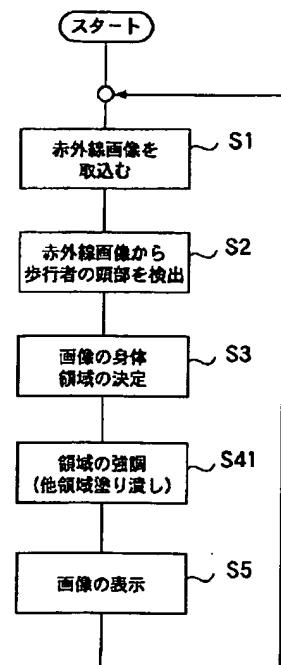 スタート
赤外線画像を
取込む
S1
赤外線画像から
歩行者の頭部を検出
S2
画像の身体
領域の決定
S3
領域の強調
(他領域塗り潰し)
S41
画像の表示
S5